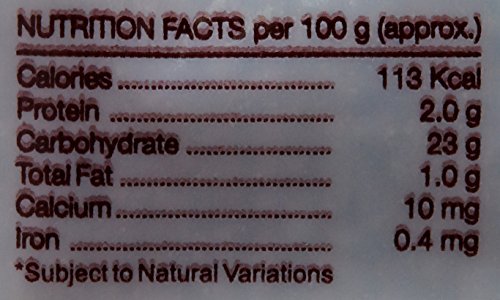 NUTRITION FACTS per 100 g (approx.)
Calories ........................ 113 Kcal
Protein ........................ 2.0 g
Carbohydrate ........................ 23 g
Total Fat ........................ 1.0 g
Calcium ........................ 10 mg
Iron ........................ 0.4 mg
*Subject to Natural Variations